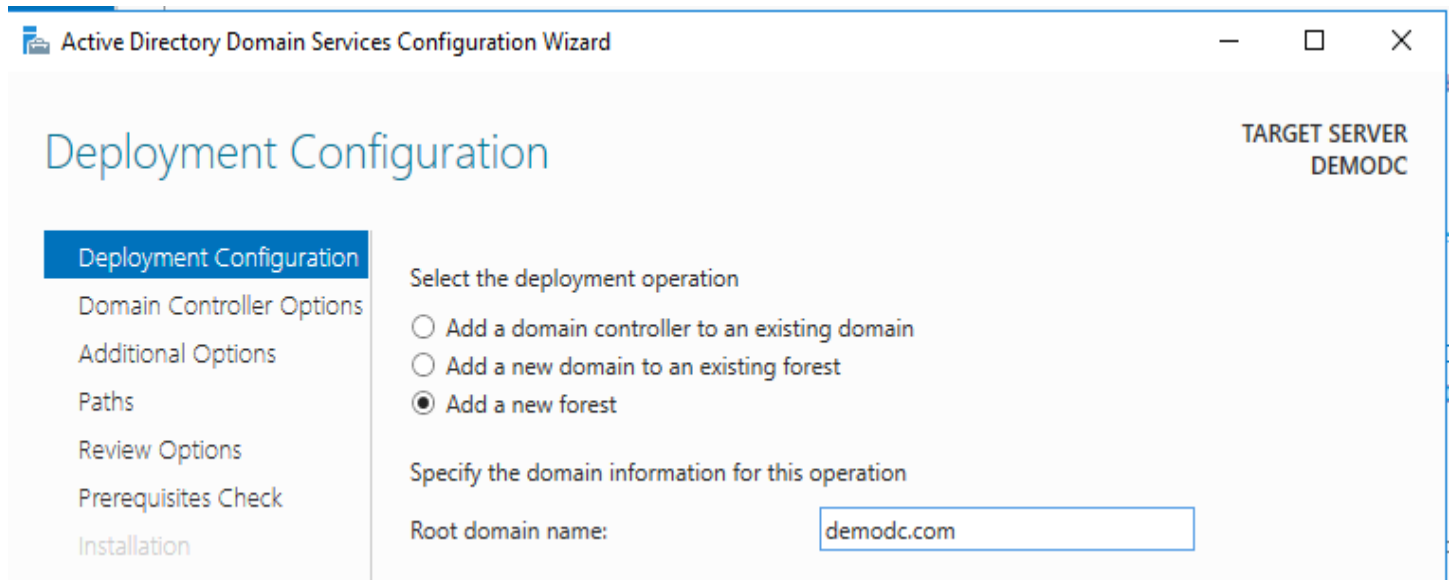 Active Directory Domain Services Configuration Wizard
Deployment Configuration
TARGET SERVER
DEMODC
Deployment Configuration
Domain Controller Options
Additional Options
Paths
Review Options
Prerequisites Check
Installation
Select the deployment operation
Add a domain controller to an existing domain
Add a new domain to an existing forest
Add a new forest
Specify the domain information for this operation
Root domain name:
demodc.com